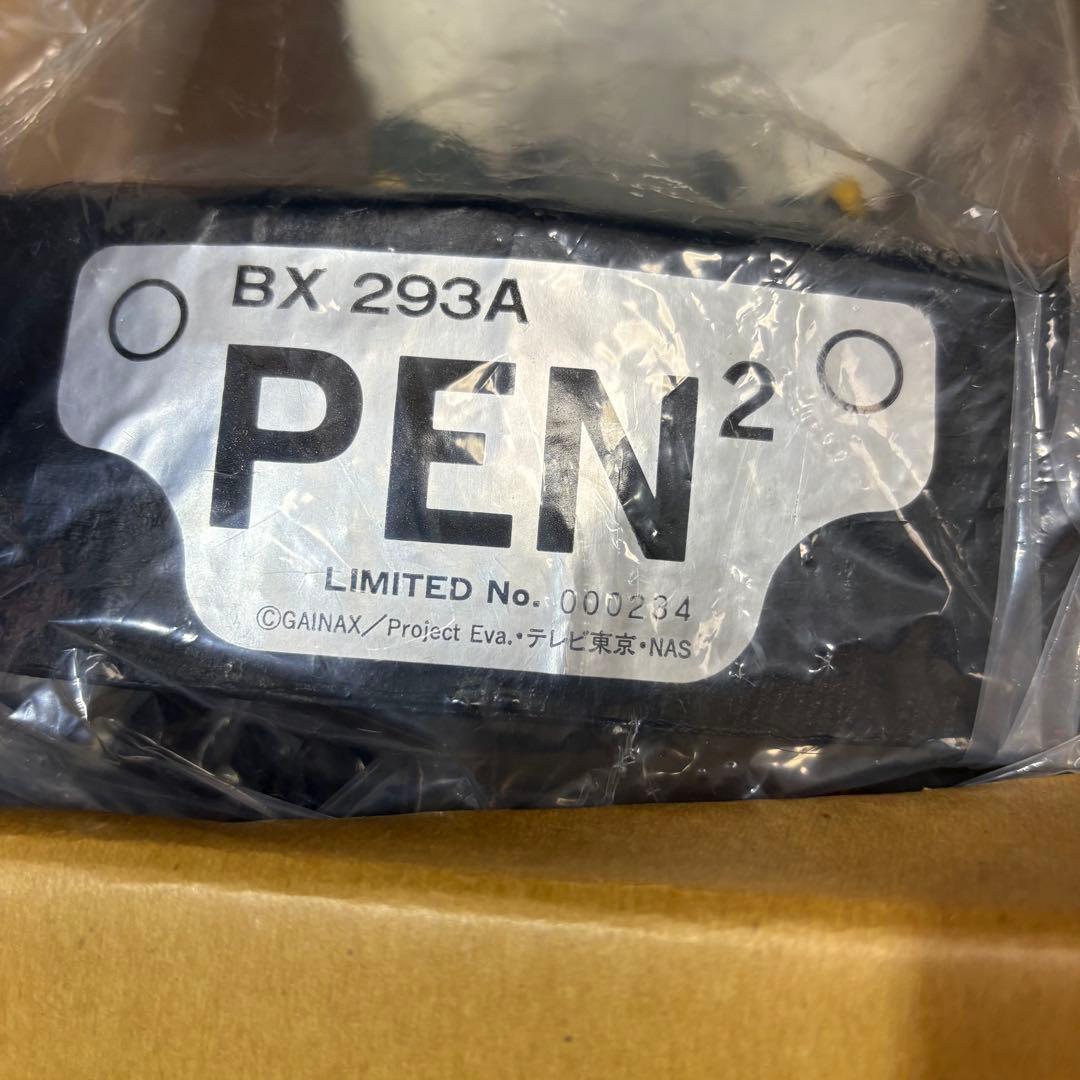 BX 293A
PEN²
LIMITED No. 000234
©GAINAX／Project Eva.・テレビ東京・NAS